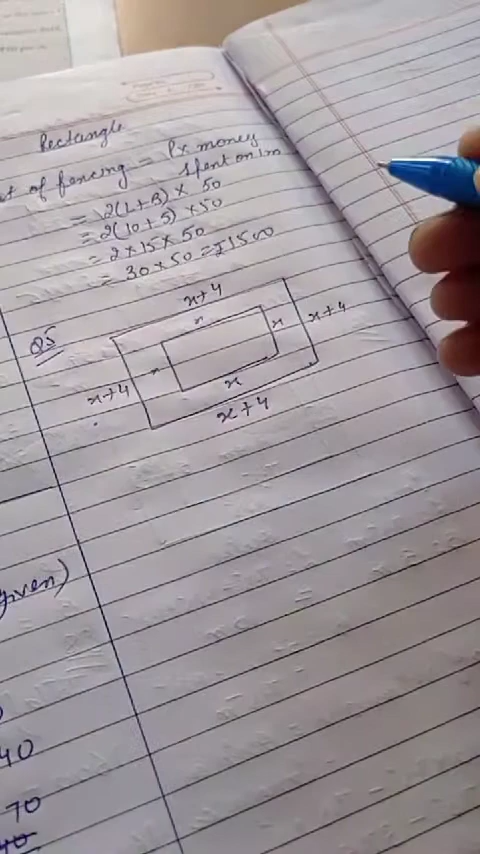 Rectangle
of fencing = P x money
spent on 1m
= 2(l+B) x 50
= 2(10+5) x 50
= 2 x 15 x 50
= 30 x 50 = ₹1500
Q5
x+4
x
x
x+4
x
x+4
x
x+4
given)
40
70
40